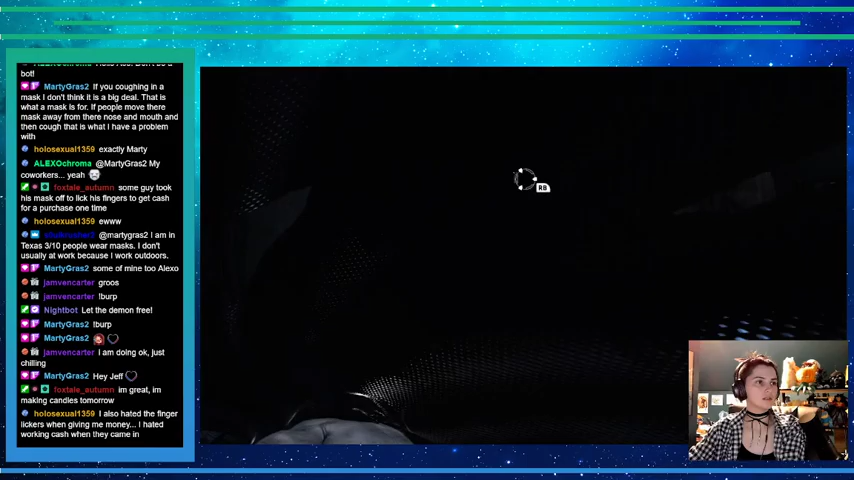 bot!
MartyGras2 If you coughing in a
mask I don't think it is a big deal. That is
what a mask is for. If people move there
mask away from there nose and mouth and
then cough that is what I have a problem
with
holosexual1359 exactly Marty
ALEXOchroma @MartyGras2 My
coworkers... yeah
foxtale_autumn some guy took
his mask off to lick his fingers to get cash
for a purchase one time
holosexual1359 ewww
@martygras2 I am in
Texas 3/10 people wear masks. I don't
usually at work because I work outdoors.
MartyGras2 some of mine too Alexo
jamvencarter groos
jamvencarter !burp
Nightbot Let the demon free!
MartyGras2 !burp
MartyGras2
jamvencarter i am doing ok, just
chilling
MartyGras2 Hey Jeff
foxtale_autumn im great, im
making candles tomorrow
holosexual1359 I also hated the finger
lickers when giving me money... I hated
working cash when they came in
RB